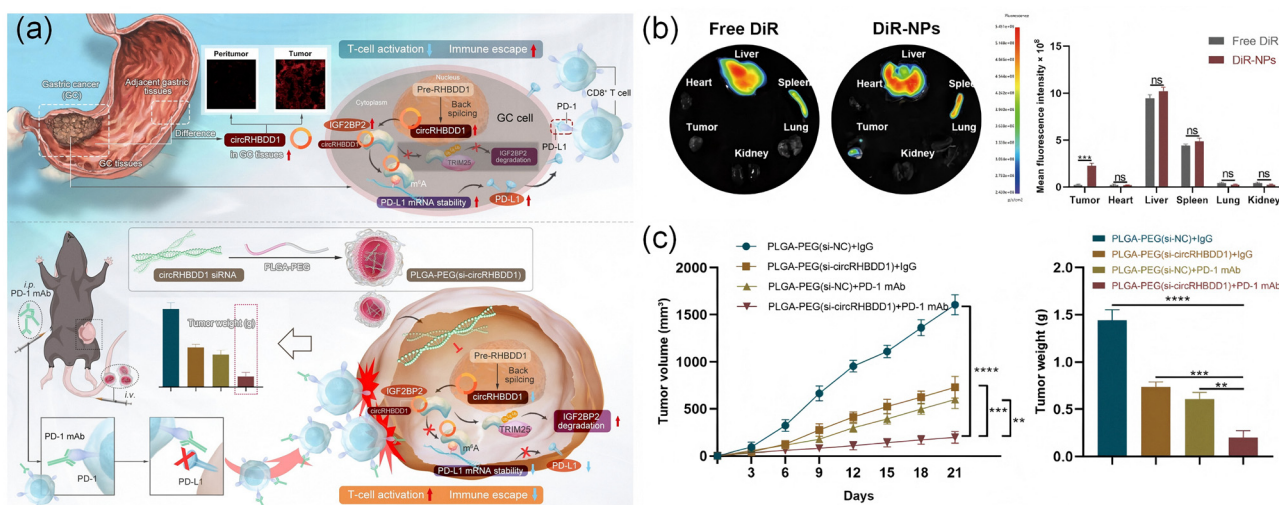 (a)
Peritumor
Tumor
T-cell activation
Immune escape
Gastric cancer
(GC)
Adjacent gastric
tissues
Nucleus
Pre-RHBDD1
Back
splicing
circRHBDD1
Cytoplasm
GC cell
CD8⁺ T cell
PD-1
PD-L1
IGF2BP2
circRHBDD1
Difference
circRHBDD1
in GC tissues
GC tissues
TRIM25
IGF2BP2
degradation
m⁶A
PD-L1 mRNA stability
PD-L1
circRHBDD1 siRNA
PLGA-PEG
PLGA-PEG(si-circRHBDD1)
i.p.
PD-1 mAb
Tumor weight (g)
i.v.
Pre-RHBDD1
Back
splicing
IGF2BP2
circRHBDD1
circRHBDD1
IGF2BP2
degradation
TRIM25
m⁶A
PD-L1 mRNA stability
PD-L1
PD-1 mAb
PD-1
PD-L1
T-cell activation
Immune escape
(b)
Free DiR
DiR-NPs
Liver
Heart
Spleen
Lung
Tumor
Kidney
Liver
Heart
Spleen
Lung
Tumor
Kidney
Fluorescence
Mean fluorescence intensity × 10⁸
15
10
5
0
Free DiR
DiR-NPs
***
ns
ns
ns
ns
ns
Tumor Heart Liver Spleen Lung Kidney
(c)
PLGA-PEG(si-NC)+IgG
PLGA-PEG(si-circRHBDD1)+IgG
PLGA-PEG(si-NC)+PD-1 mAb
PLGA-PEG(si-circRHBDD1)+PD-1 mAb
Tumor volume (mm³)
2000
1500
1000
500
0
3 6 9 12 15 18 21
Days
****
***
**
PLGA-PEG(si-NC)+IgG
PLGA-PEG(si-circRHBDD1)+IgG
PLGA-PEG(si-NC)+PD-1 mAb
PLGA-PEG(si-circRHBDD1)+PD-1 mAb
Tumor weight (g)
2.0
1.5
1.0
0.5
0.0
****
***
**